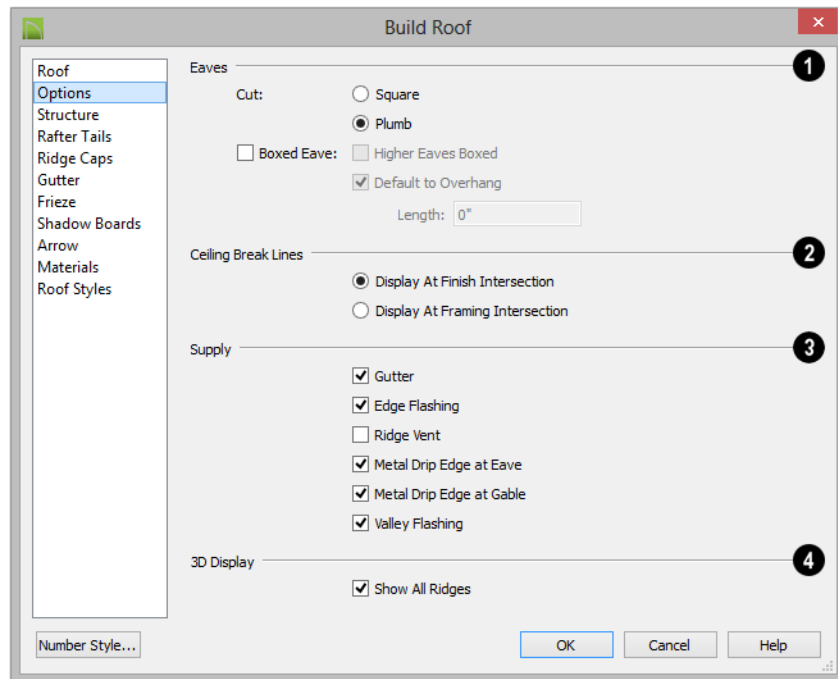 Build Roof
Roof
Options
Structure
Rafter Tails
Ridge Caps
Gutter
Frieze
Shadow Boards
Arrow
Materials
Roof Styles
Eaves
1
Cut:
Square
Plumb
Boxed Eave:
Higher Eaves Boxed
Default to Overhang
Length: 0"
Ceiling Break Lines
2
Display At Finish Intersection
Display At Framing Intersection
Supply
3
Gutter
Edge Flashing
Ridge Vent
Metal Drip Edge at Eave
Metal Drip Edge at Gable
Valley Flashing
3D Display
4
Show All Ridges
Number Style...
OK
Cancel
Help